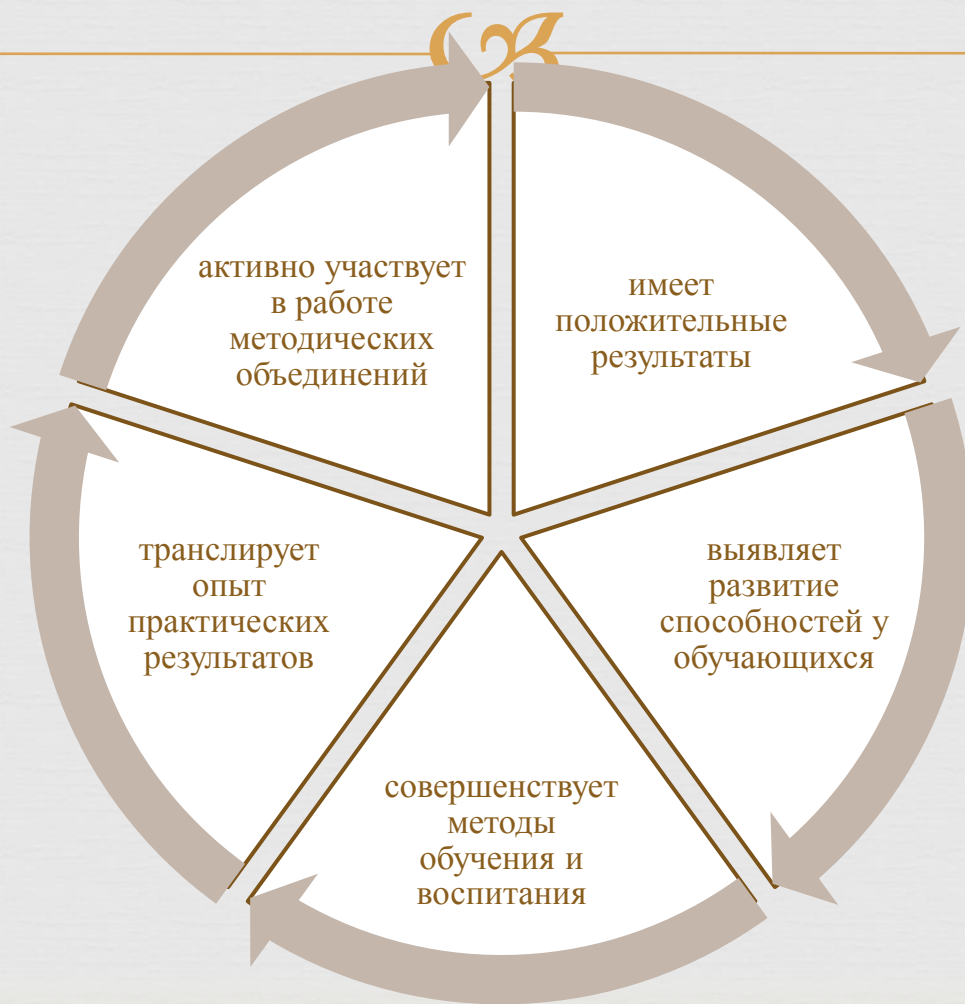 имеет
положительные
результаты
выявляет
развитие
способностей у
обучающихся
совершенствует
методы
обучения и
воспитания
транслирует
опыт
практических
результатов
активно участвует
в работе
методических
объединений